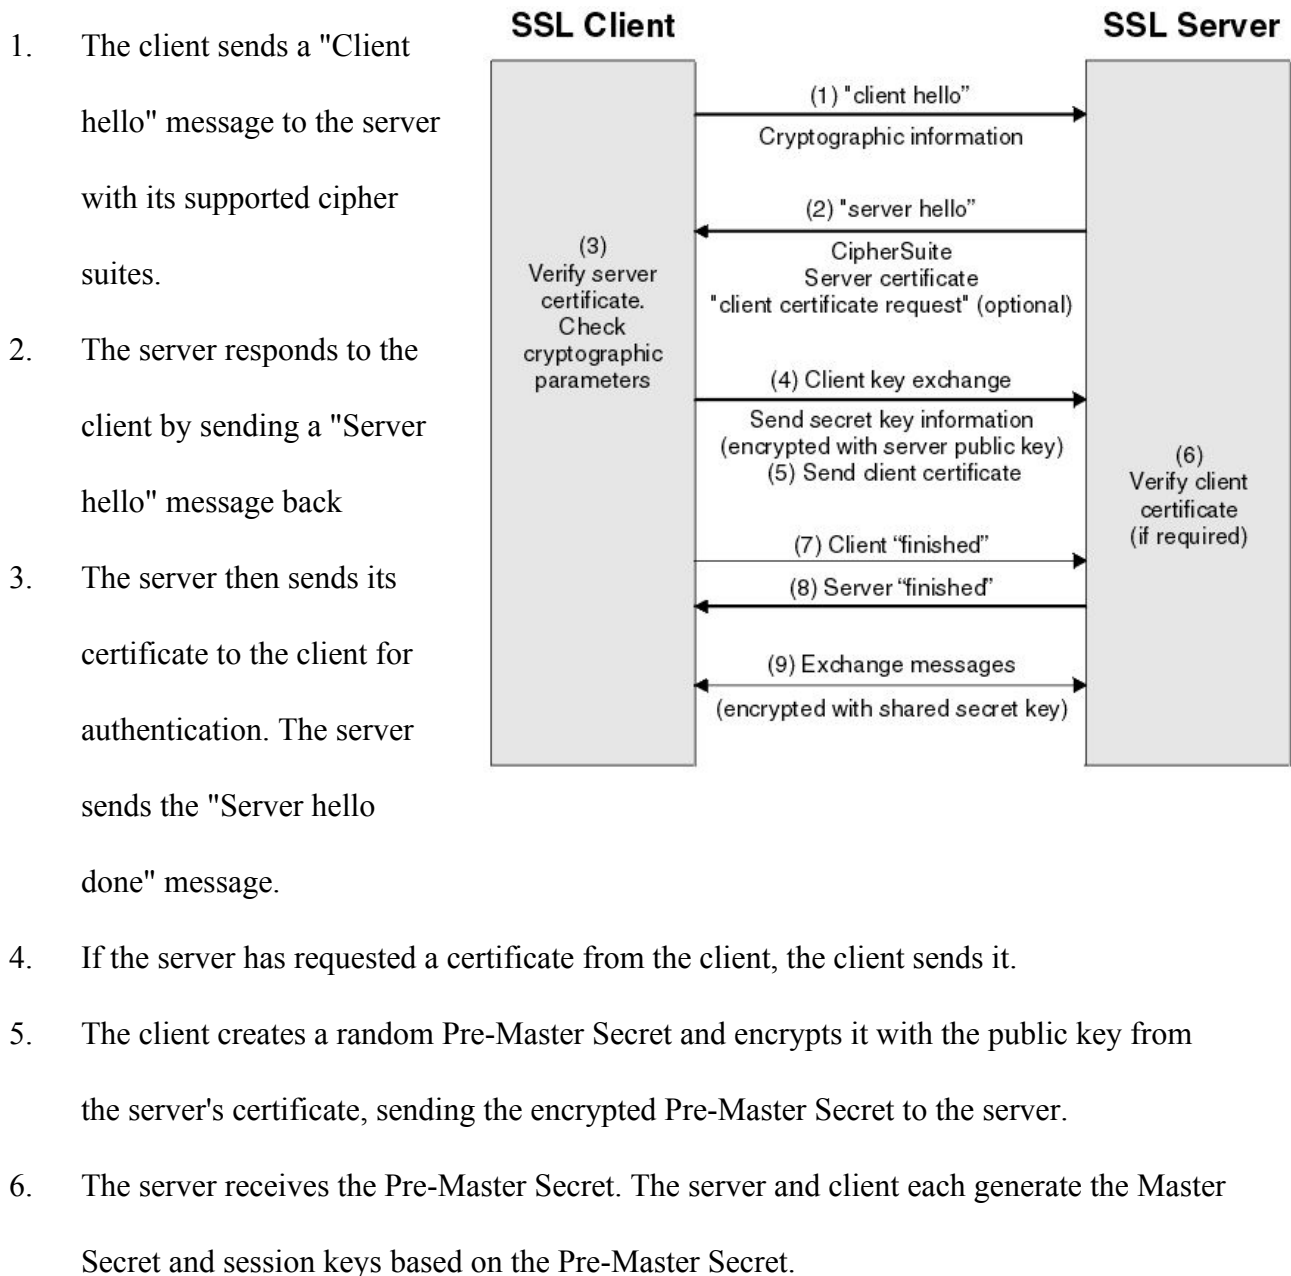 1. The client sends a "Client
hello" message to the server
with its supported cipher
suites.
2. The server responds to the
client by sending a "Server
hello" message back
3. The server then sends its
certificate to the client for
authentication. The server
sends the "Server hello
done" message.
SSL Client
SSL Server
(1) "client hello”
Cryptographic information
(2) "server hello”
CipherSuite
Server certificate
"client certificate request" (optional)
(3)
Verify server
certificate.
Check
cryptographic
parameters
(4) Client key exchange
Send secret key information
(encrypted with server public key)
(5) Send client certificate
(6)
Verify client
certificate
(if required)
(7) Client “finished”
(8) Server “finished”
(9) Exchange messages
(encrypted with shared secret key)
4. If the server has requested a certificate from the client, the client sends it.
5. The client creates a random Pre-Master Secret and encrypts it with the public key from
the server's certificate, sending the encrypted Pre-Master Secret to the server.
6. The server receives the Pre-Master Secret. The server and client each generate the Master
Secret and session keys based on the Pre-Master Secret.